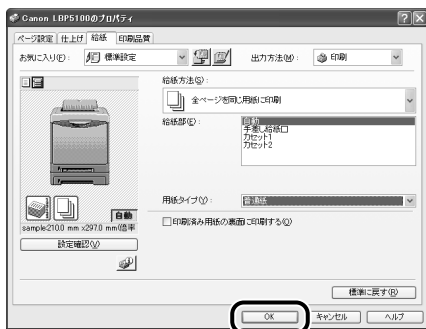 Canon LBP5100のプロパティ
ページ設定 仕上げ 給紙 印刷品質
お気に入り(F): 標準設定 出力方法(M): 印刷
給紙方法(S):
全ページを同じ用紙に印刷
給紙部(E):
自動
手差し給紙口
カセット1
カセット2
自動
用紙タイプ(Y): 普通紙
sample:210.0 mm x297.0 mm(倍率
印刷済み用紙の裏面に印刷する(Q)
設定確認(V)
標準に戻す(R)
OK キャンセル ヘルプ